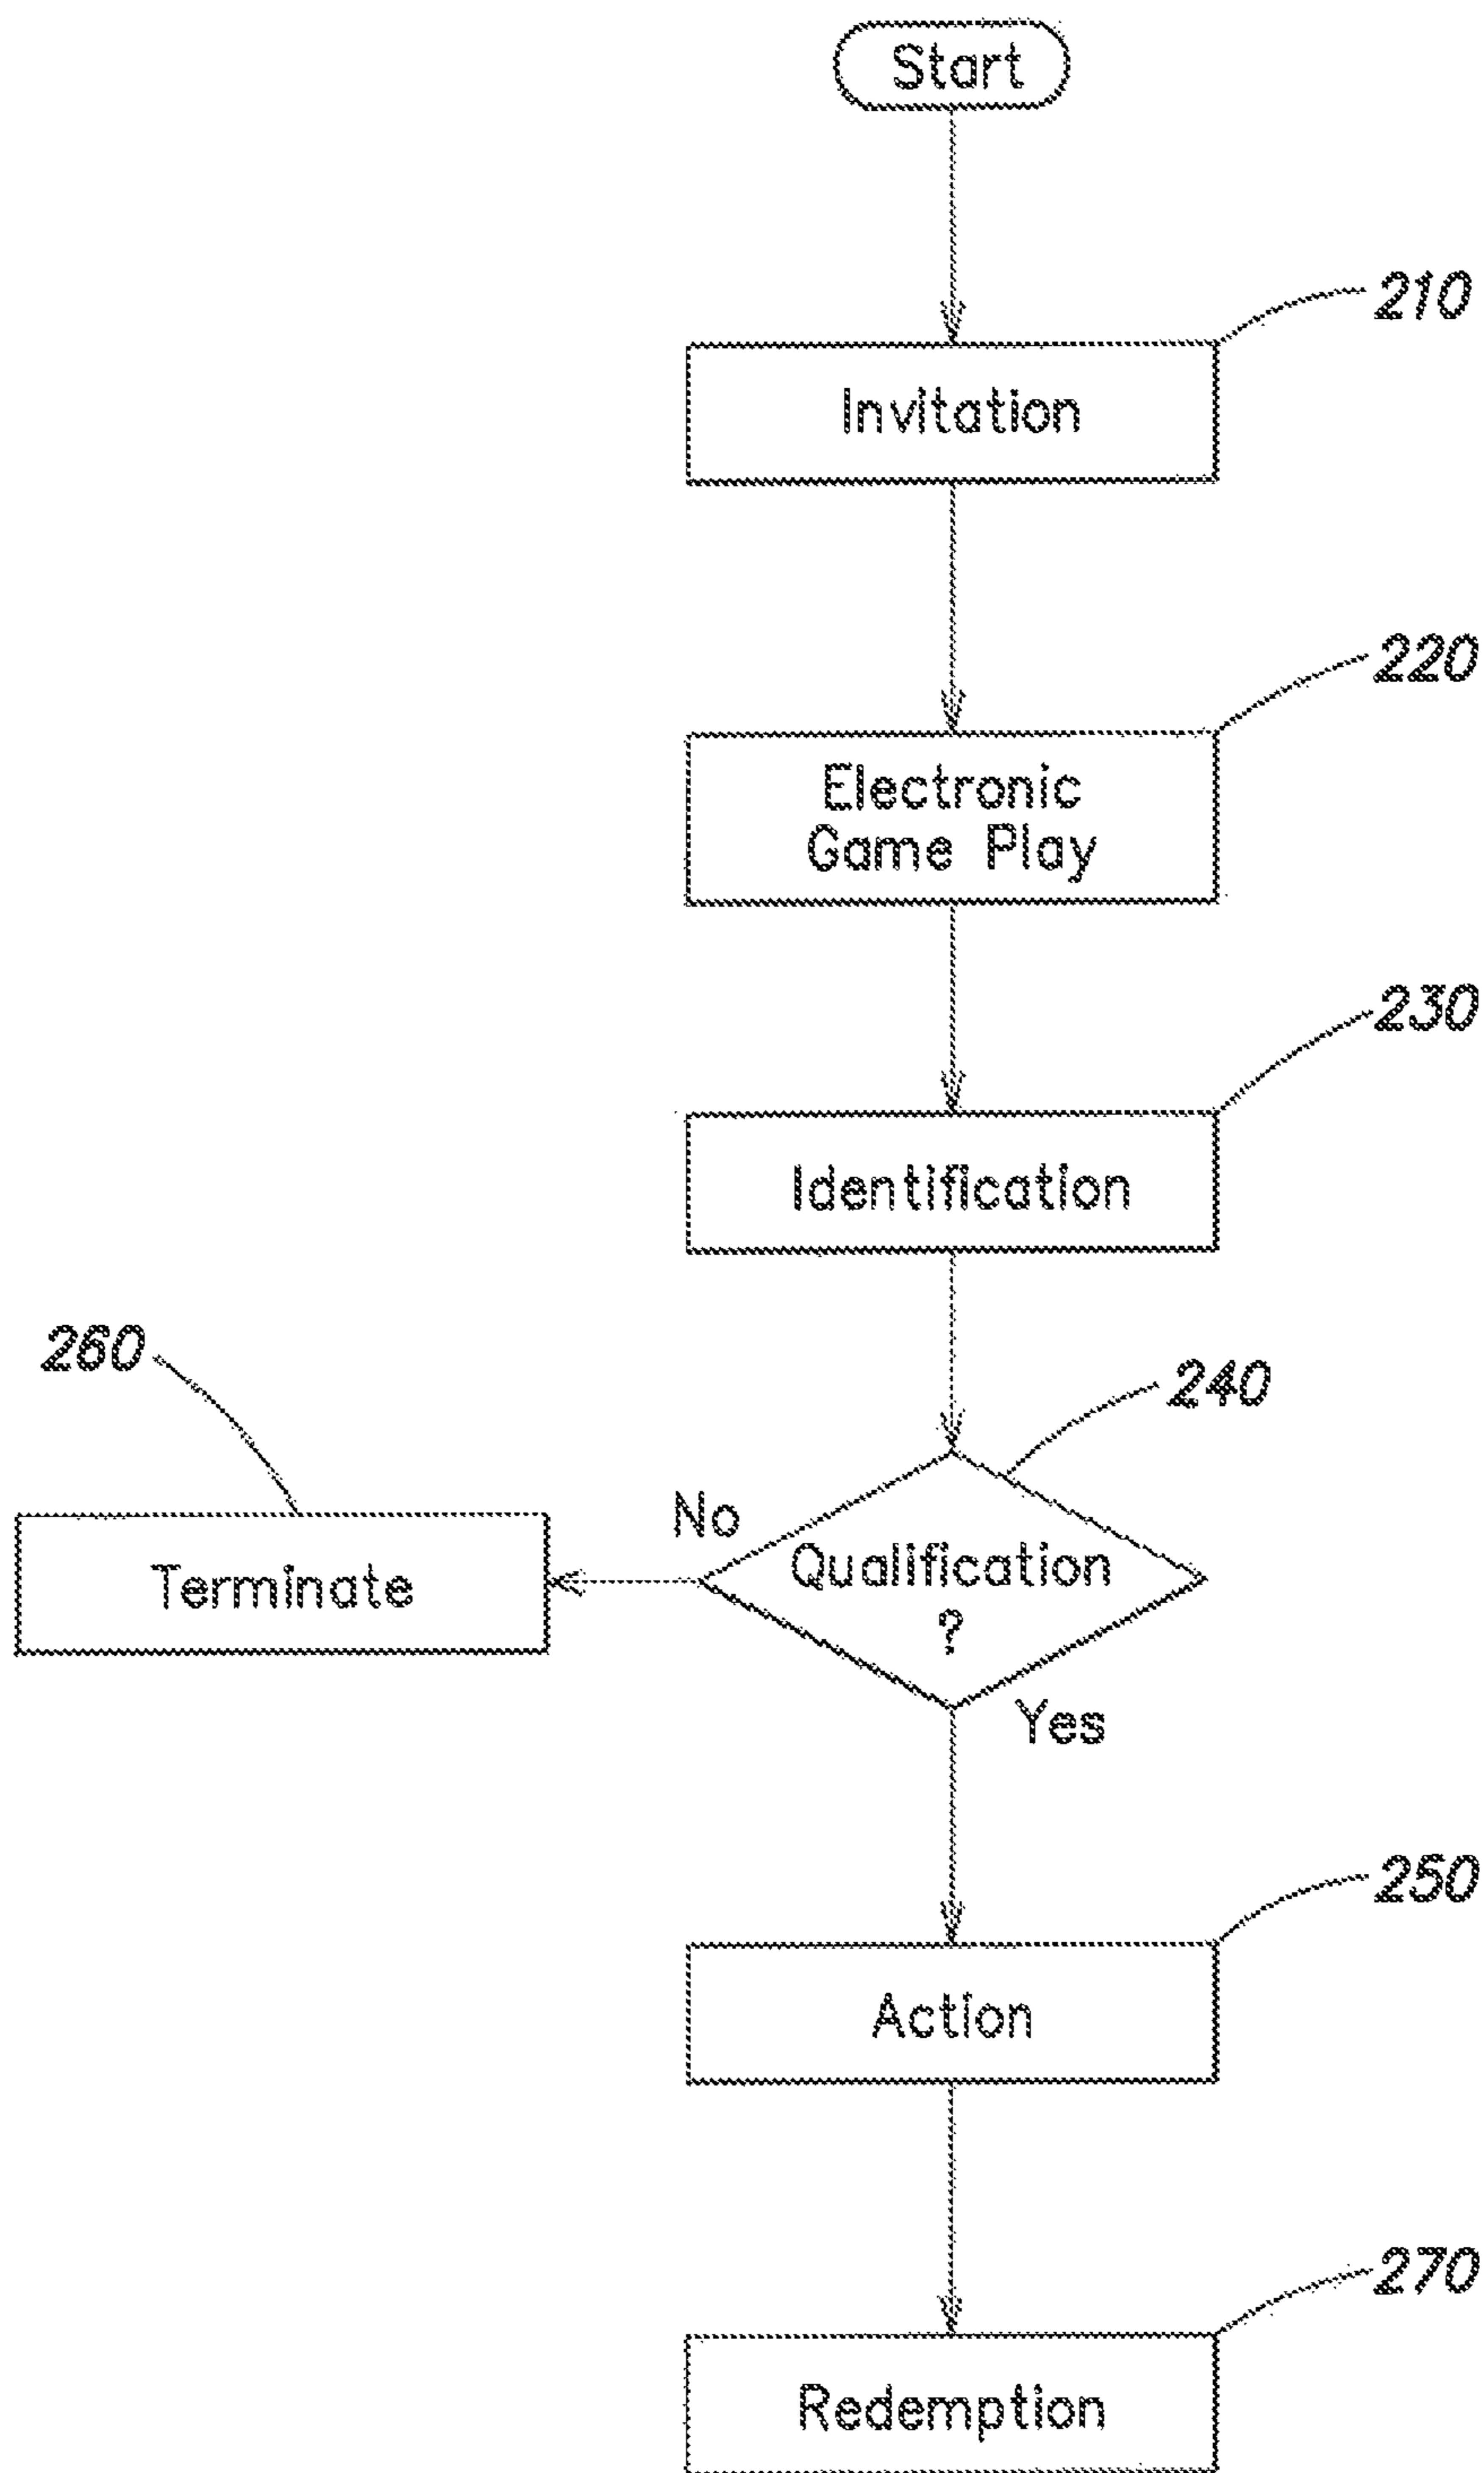 Start
210
Invitation
220
Electronic
Game Play
230
Identification
260
240
No
Qualification
?
Terminate
Yes
250
Action
270
Redemption